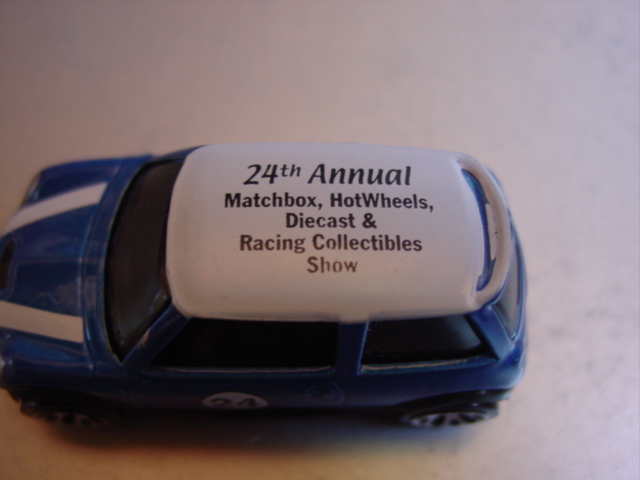 24th Annual
Matchbox, HotWheels,
Diecast &
Racing Collectibles
Show
24